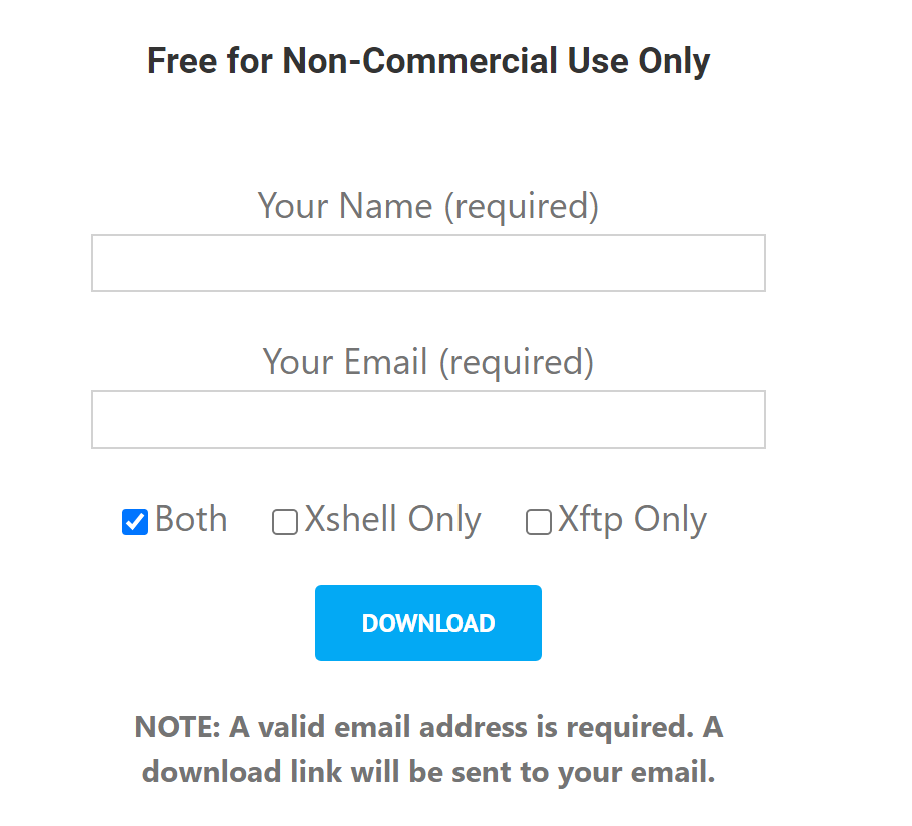 Free for Non-Commercial Use Only
Your Name (required)
Your Email (required)
Both Xshell Only Xftp Only
DOWNLOAD
NOTE: A valid email address is required. A
download link will be sent to your email.